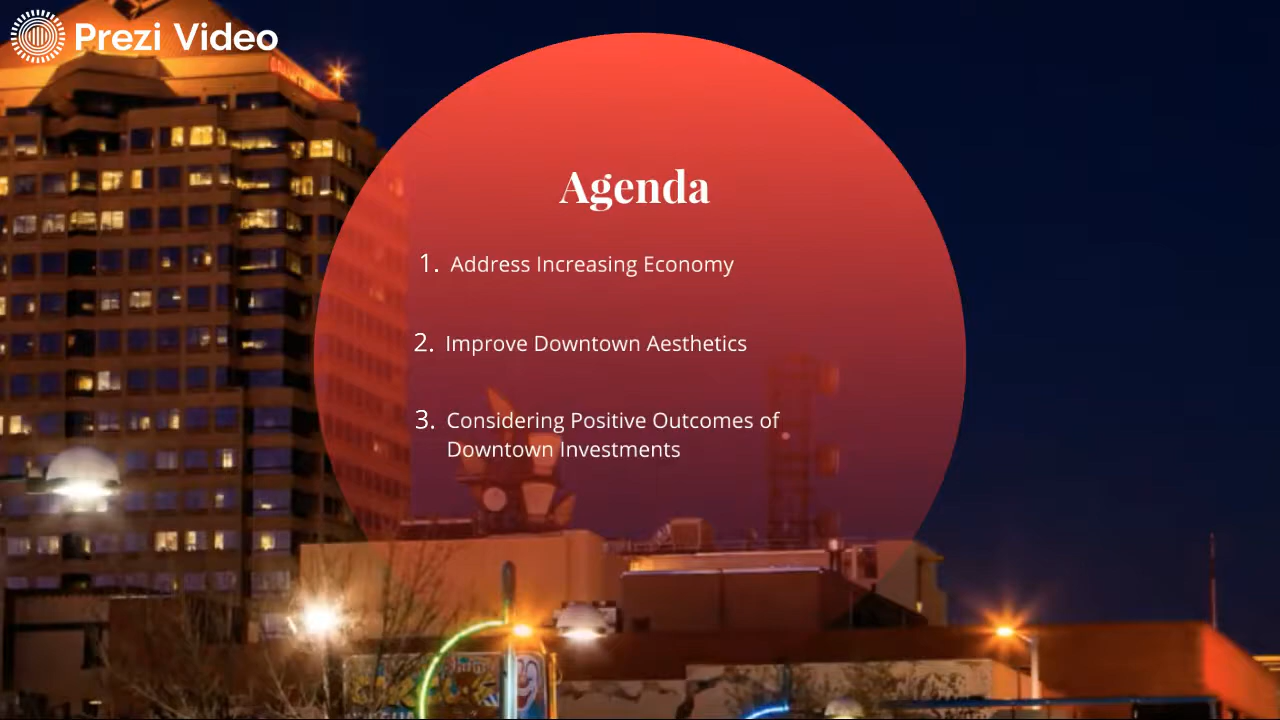 Prezi Video
Agenda
1. Address Increasing Economy
2. Improve Downtown Aesthetics
3. Considering Positive Outcomes of
Downtown Investments